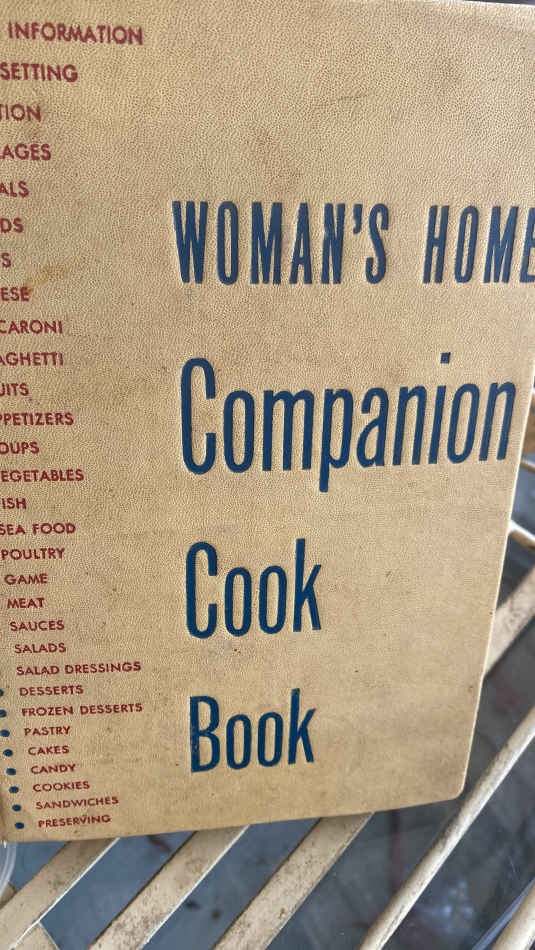 INFORMATION
SETTING
TION
AGES
ALS
DS
S
ESE
CARONI
AGHETTI
UITS
PPETIZERS
OUPS
EGETABLES
ISH
SEA FOOD
POULTRY
GAME
MEAT
SAUCES
SALADS
SALAD DRESSINGS
DESSERTS
FROZEN DESSERTS
PASTRY
CAKES
CANDY
COOKIES
SANDWICHES
PRESERVING
WOMAN'S HOME
Companion
Cook
Book